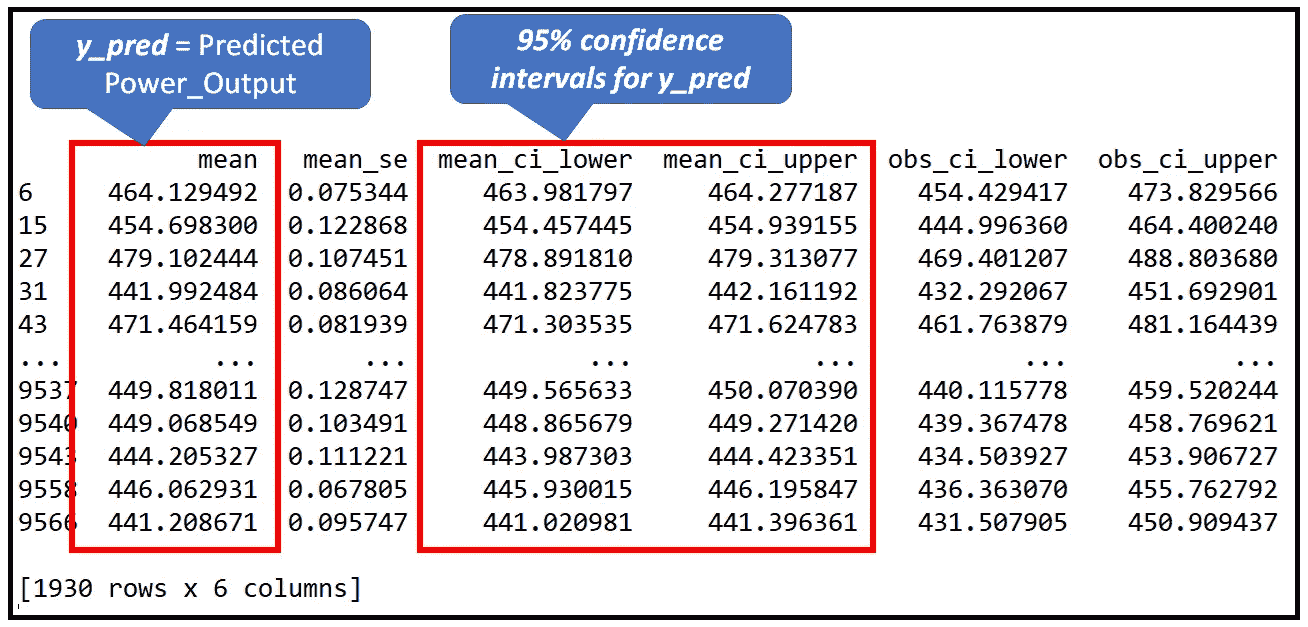 y_pred = Predicted
Power_Output
95% confidence
intervals for y_pred
mean mean_se mean_ci_lower mean_ci_upper obs_ci_lower obs_ci_upper
6 464.129492 0.075344 463.981797 464.277187 454.429417 473.829566
15 454.698300 0.122868 454.457445 454.939155 444.996360 464.400240
27 479.102444 0.107451 478.891810 479.313077 469.401207 488.803680
31 441.992484 0.086064 441.823775 442.161192 432.292067 451.692901
43 471.464159 0.081939 471.303535 471.624783 461.763879 481.164439
... ... ... ... ... ... ...
9537 449.818011 0.128747 449.565633 450.070390 440.115778 459.520244
9540 449.068549 0.103491 448.865679 449.271420 439.367478 458.769621
9543 444.205327 0.111221 443.987303 444.423351 434.503927 453.906727
9558 446.062931 0.067805 445.930015 446.195847 436.363070 455.762792
9566 441.208671 0.095747 441.020981 441.396361 431.507905 450.909437
[1930 rows x 6 columns]